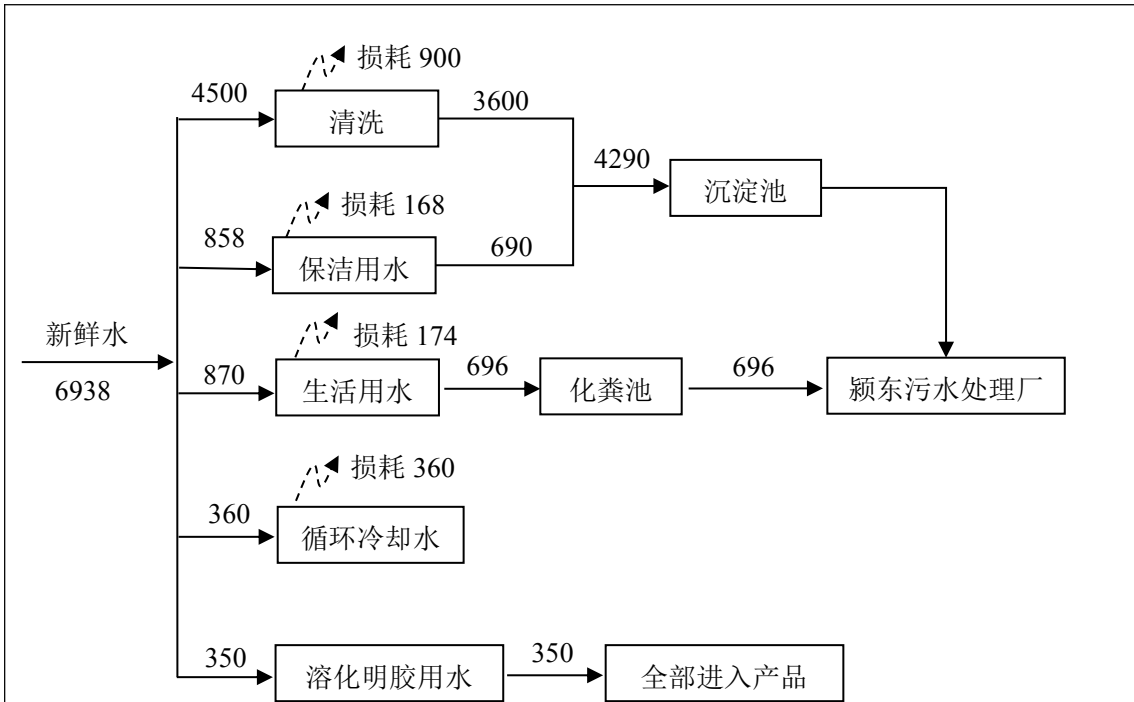 损耗 900
4500
清洗
3600
4290
沉淀池
损耗 168
858
保洁用水
690
新鲜水
6938
损耗 174
870
生活用水
696
化粪池
696
颍东污水处理厂
损耗 360
360
循环冷却水
350
溶化明胶用水
350
全部进入产品